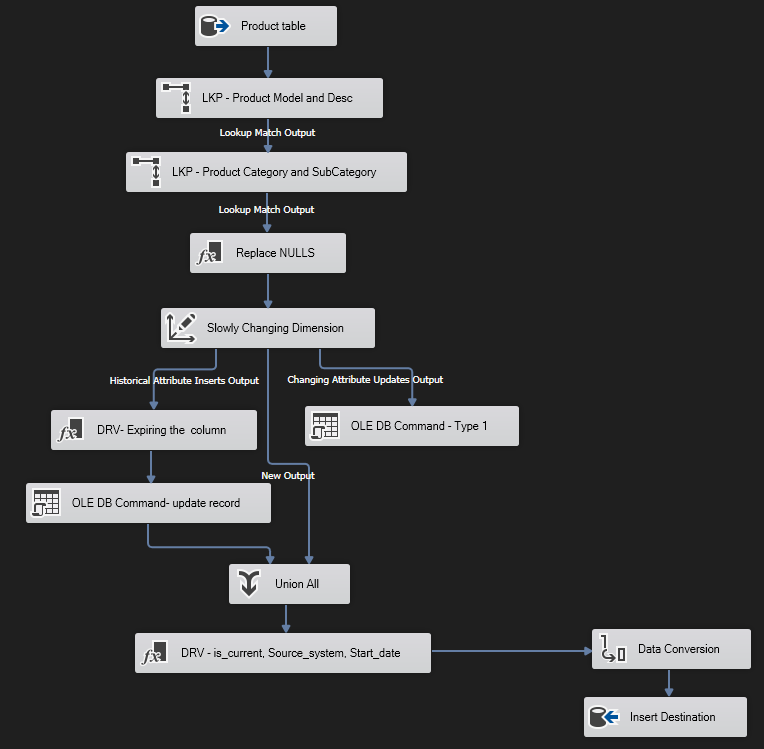 Product table
LKP - Product Model and Desc
Lookup Match Output
LKP - Product Category and SubCategory
Lookup Match Output
fx Replace NULLS
Slowly Changing Dimension
Historical Attribute Inserts Output
Changing Attribute Updates Output
fx DRV- Expiring the  column
OLE DB Command - Type 1
New Output
OLE DB Command- update record
Union All
fx DRV - is_current, Source_system, Start_date
Data Conversion
Insert Destination